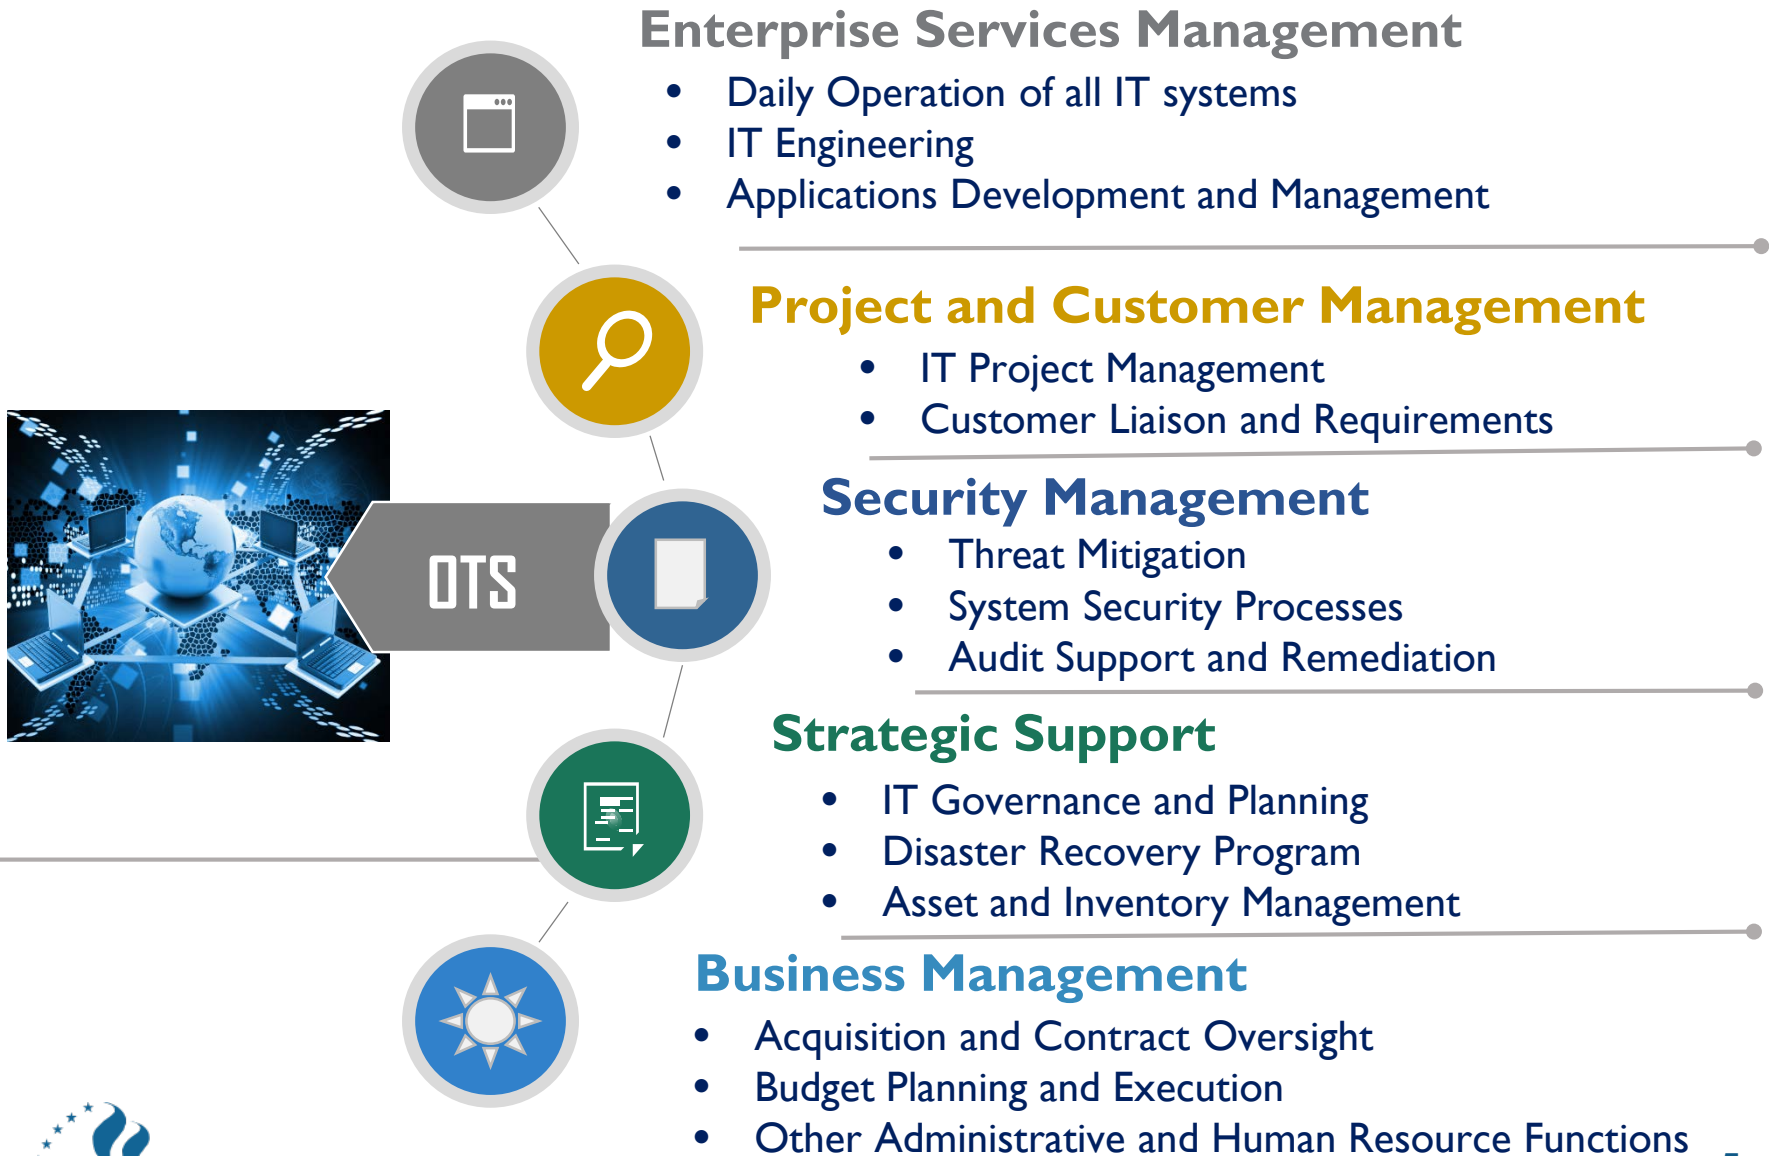 Enterprise Services Management
• Daily Operation of all IT systems
• IT Engineering
• Applications Development and Management
Project and Customer Management
• IT Project Management
• Customer Liaison and Requirements
Security Management
• Threat Mitigation
• System Security Processes
• Audit Support and Remediation
OTS
Strategic Support
• IT Governance and Planning
• Disaster Recovery Program
• Asset and Inventory Management
Business Management
• Acquisition and Contract Oversight
• Budget Planning and Execution
• Other Administrative and Human Resource Functions